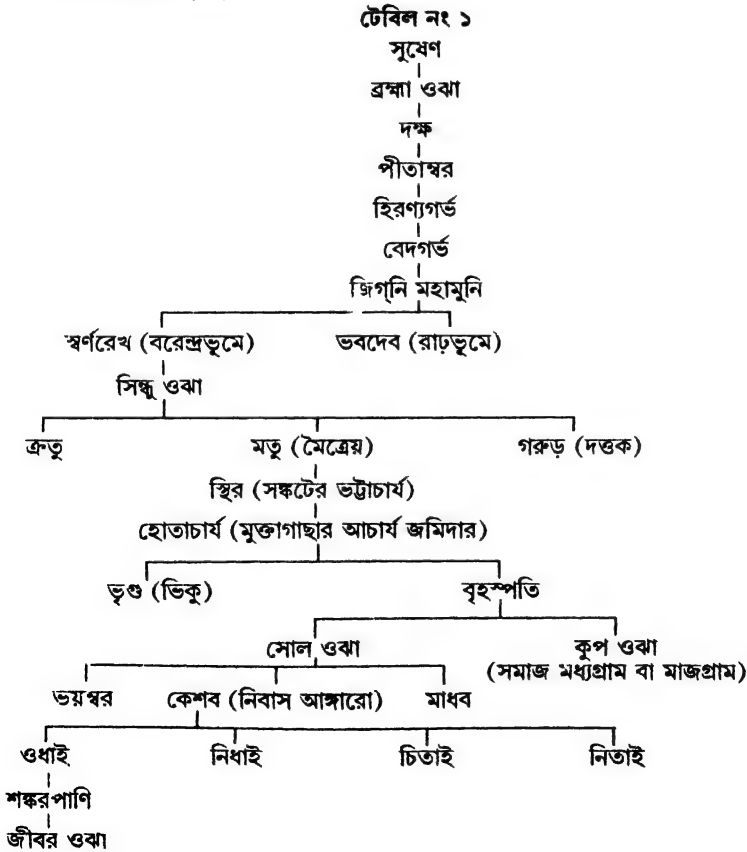 টেবিল নং ১
সুষেণ
ব্রহ্মা ওঝা
দক্ষ
পীতাম্বর
হিরণ্যগর্ভ
বেদগর্ভ
জিগ্‌নি মহামুনি
স্বর্ণরেখ (বরেন্দ্রভূমে) ভবদেব (রাঢ়ভূমে)
সিন্ধু ওঝা
ক্রতু মতু (মৈত্রেয়) গরুড় (দত্তক)
স্থির (সঙ্কটের ভট্টাচার্য)
হোতাচার্য (মুক্তাগাছার আচার্য জমিদার)
ভৃগু (ভিকু) বৃহস্পতি
সোল ওঝা কুপ ওঝা
(সমাজ মধ্যগ্রাম বা মাজগ্রাম)
ভয়ম্বর কেশব (নিবাস আঙ্গারো) মাধব
ওধাই নিধাই চিতাই নিতাই
শঙ্করপাণি
জীবর ওঝা